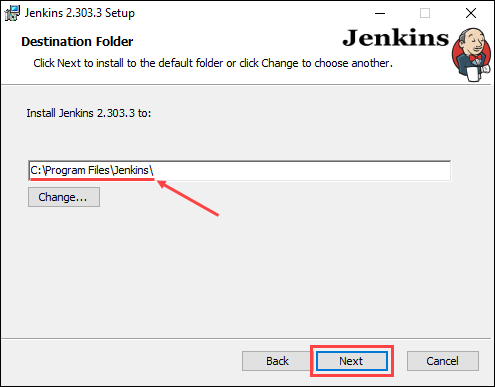 Jenkins 2.303.3 Setup
Destination Folder
Jenkins
Click Next to install to the default folder or click Change to choose another.
Install Jenkins 2.303.3 to:
C:\Program Files\Jenkins\
Change...
Back
Next
Cancel